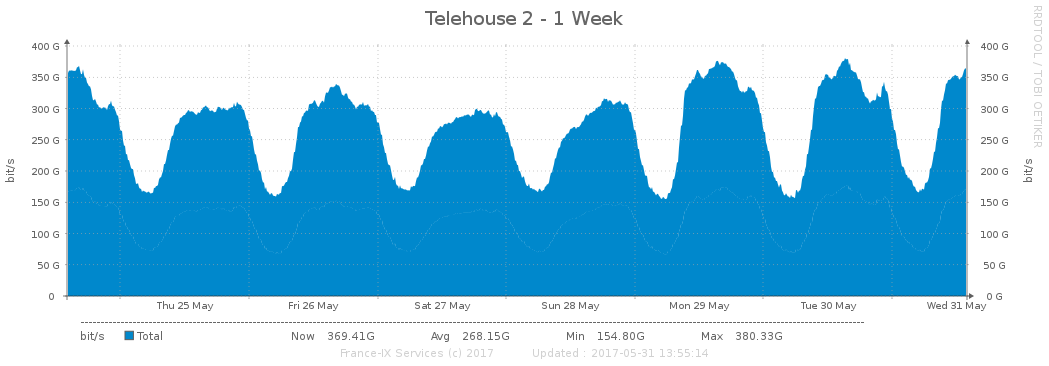 Telehouse 2 - 1 Week
RRDTOOL / TOBI OETIKER
400 G 400 G
350 G 350 G
300 G 300 G
250 G 250 G
200 G 200 G
150 G 150 G
100 G 100 G
50 G 50 G
0 0 G
bit/s bit/s
Thu 25 May Fri 26 May Sat 27 May Sun 28 May Mon 29 May Tue 30 May Wed 31 May
bit/s Total Now 369.41G Avg 268.15G Min 154.80G Max 380.33G
France-IX Services (c) 2017 Updated : 2017-05-31 13:55:14